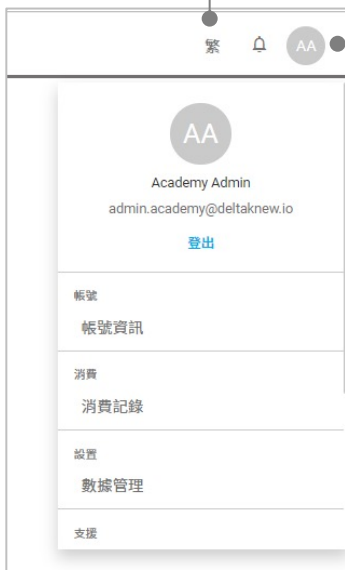 繁
AA
AA
Academy Admin
admin.academy@deltaknew.io
登出
帳號
帳號資訊
消費
消費記錄
設置
數據管理
支援